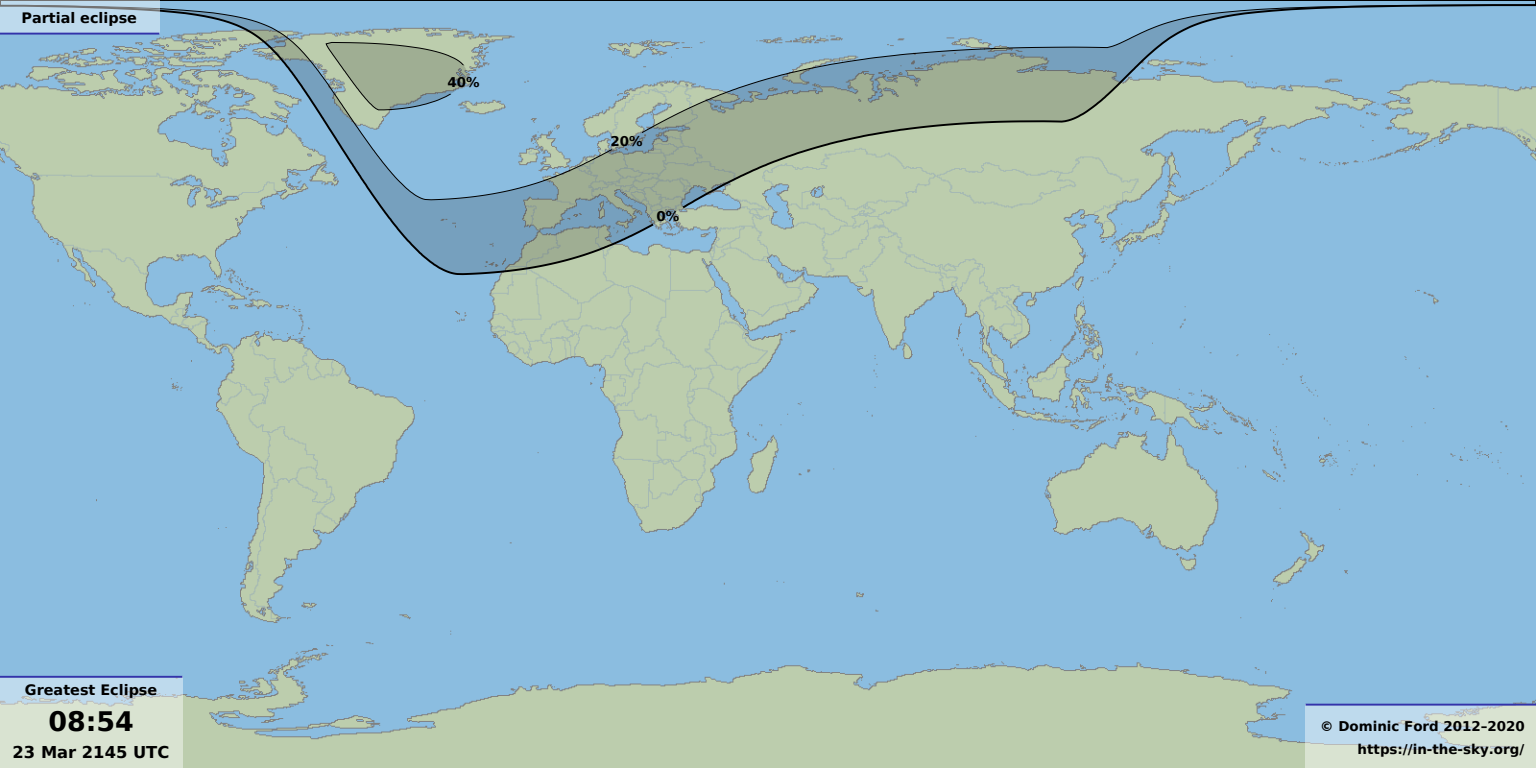 Partial eclipse
40%
20%
0%
Greatest Eclipse
08:54
23 Mar 2145 UTC
© Dominic Ford 2012–2020
https://in-the-sky.org/